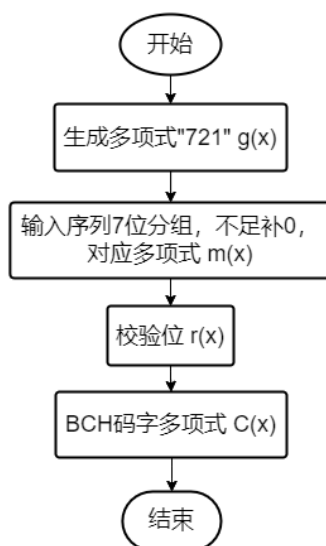 开始
生成多项式"721" g(x)
输入序列7位分组，不足补0，
对应多项式 m(x)
校验位 r(x)
BCH码字多项式 C(x)
结束